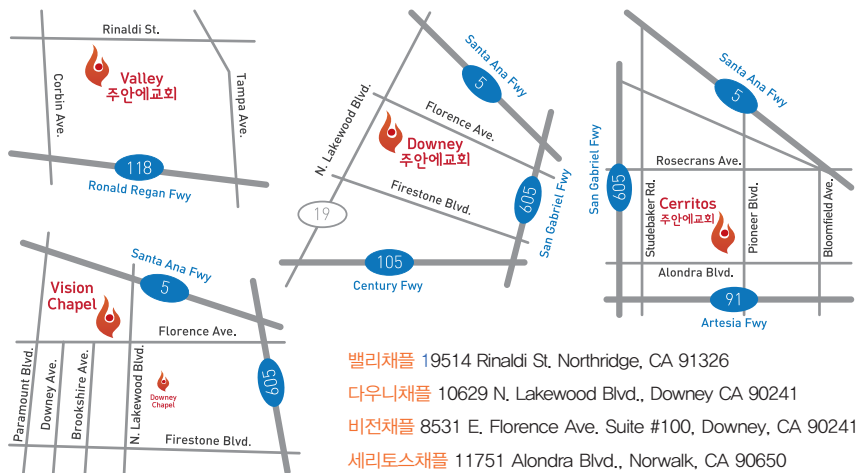 Rinaldi St.
Corbin Ave.
Valley
주안에교회
Tampa Ave.
118
Ronald Regan Fwy
N. Lakewood Blvd.
Santa Ana Fwy
5
Florence Ave.
Downey
주안에교회
Firestone Blvd.
19
605
San Gabriel Fwy
105
Century Fwy
Santa Ana Fwy
5
San Gabriel Fwy
605
Rosecrans Ave.
Studebaker Rd.
Cerritos
주안에교회
Pioneer Blvd.
Bloomfield Ave.
Alondra Blvd.
91
Artesia Fwy
Santa Ana Fwy
5
Vision
Chapel
Florence Ave.
Paramount Blvd.
Downey Ave.
Brookshire Ave.
N. Lakewood Blvd.
Downey
Chapel
605
Firestone Blvd.
밸리채플 19514 Rinaldi St. Northridge, CA 91326
다우니채플 10629 N. Lakewood Blvd., Downey CA 90241
비전채플 8531 E. Florence Ave. Suite #100, Downey, CA 90241
세리토스채플 11751 Alondra Blvd., Norwalk, CA 90650